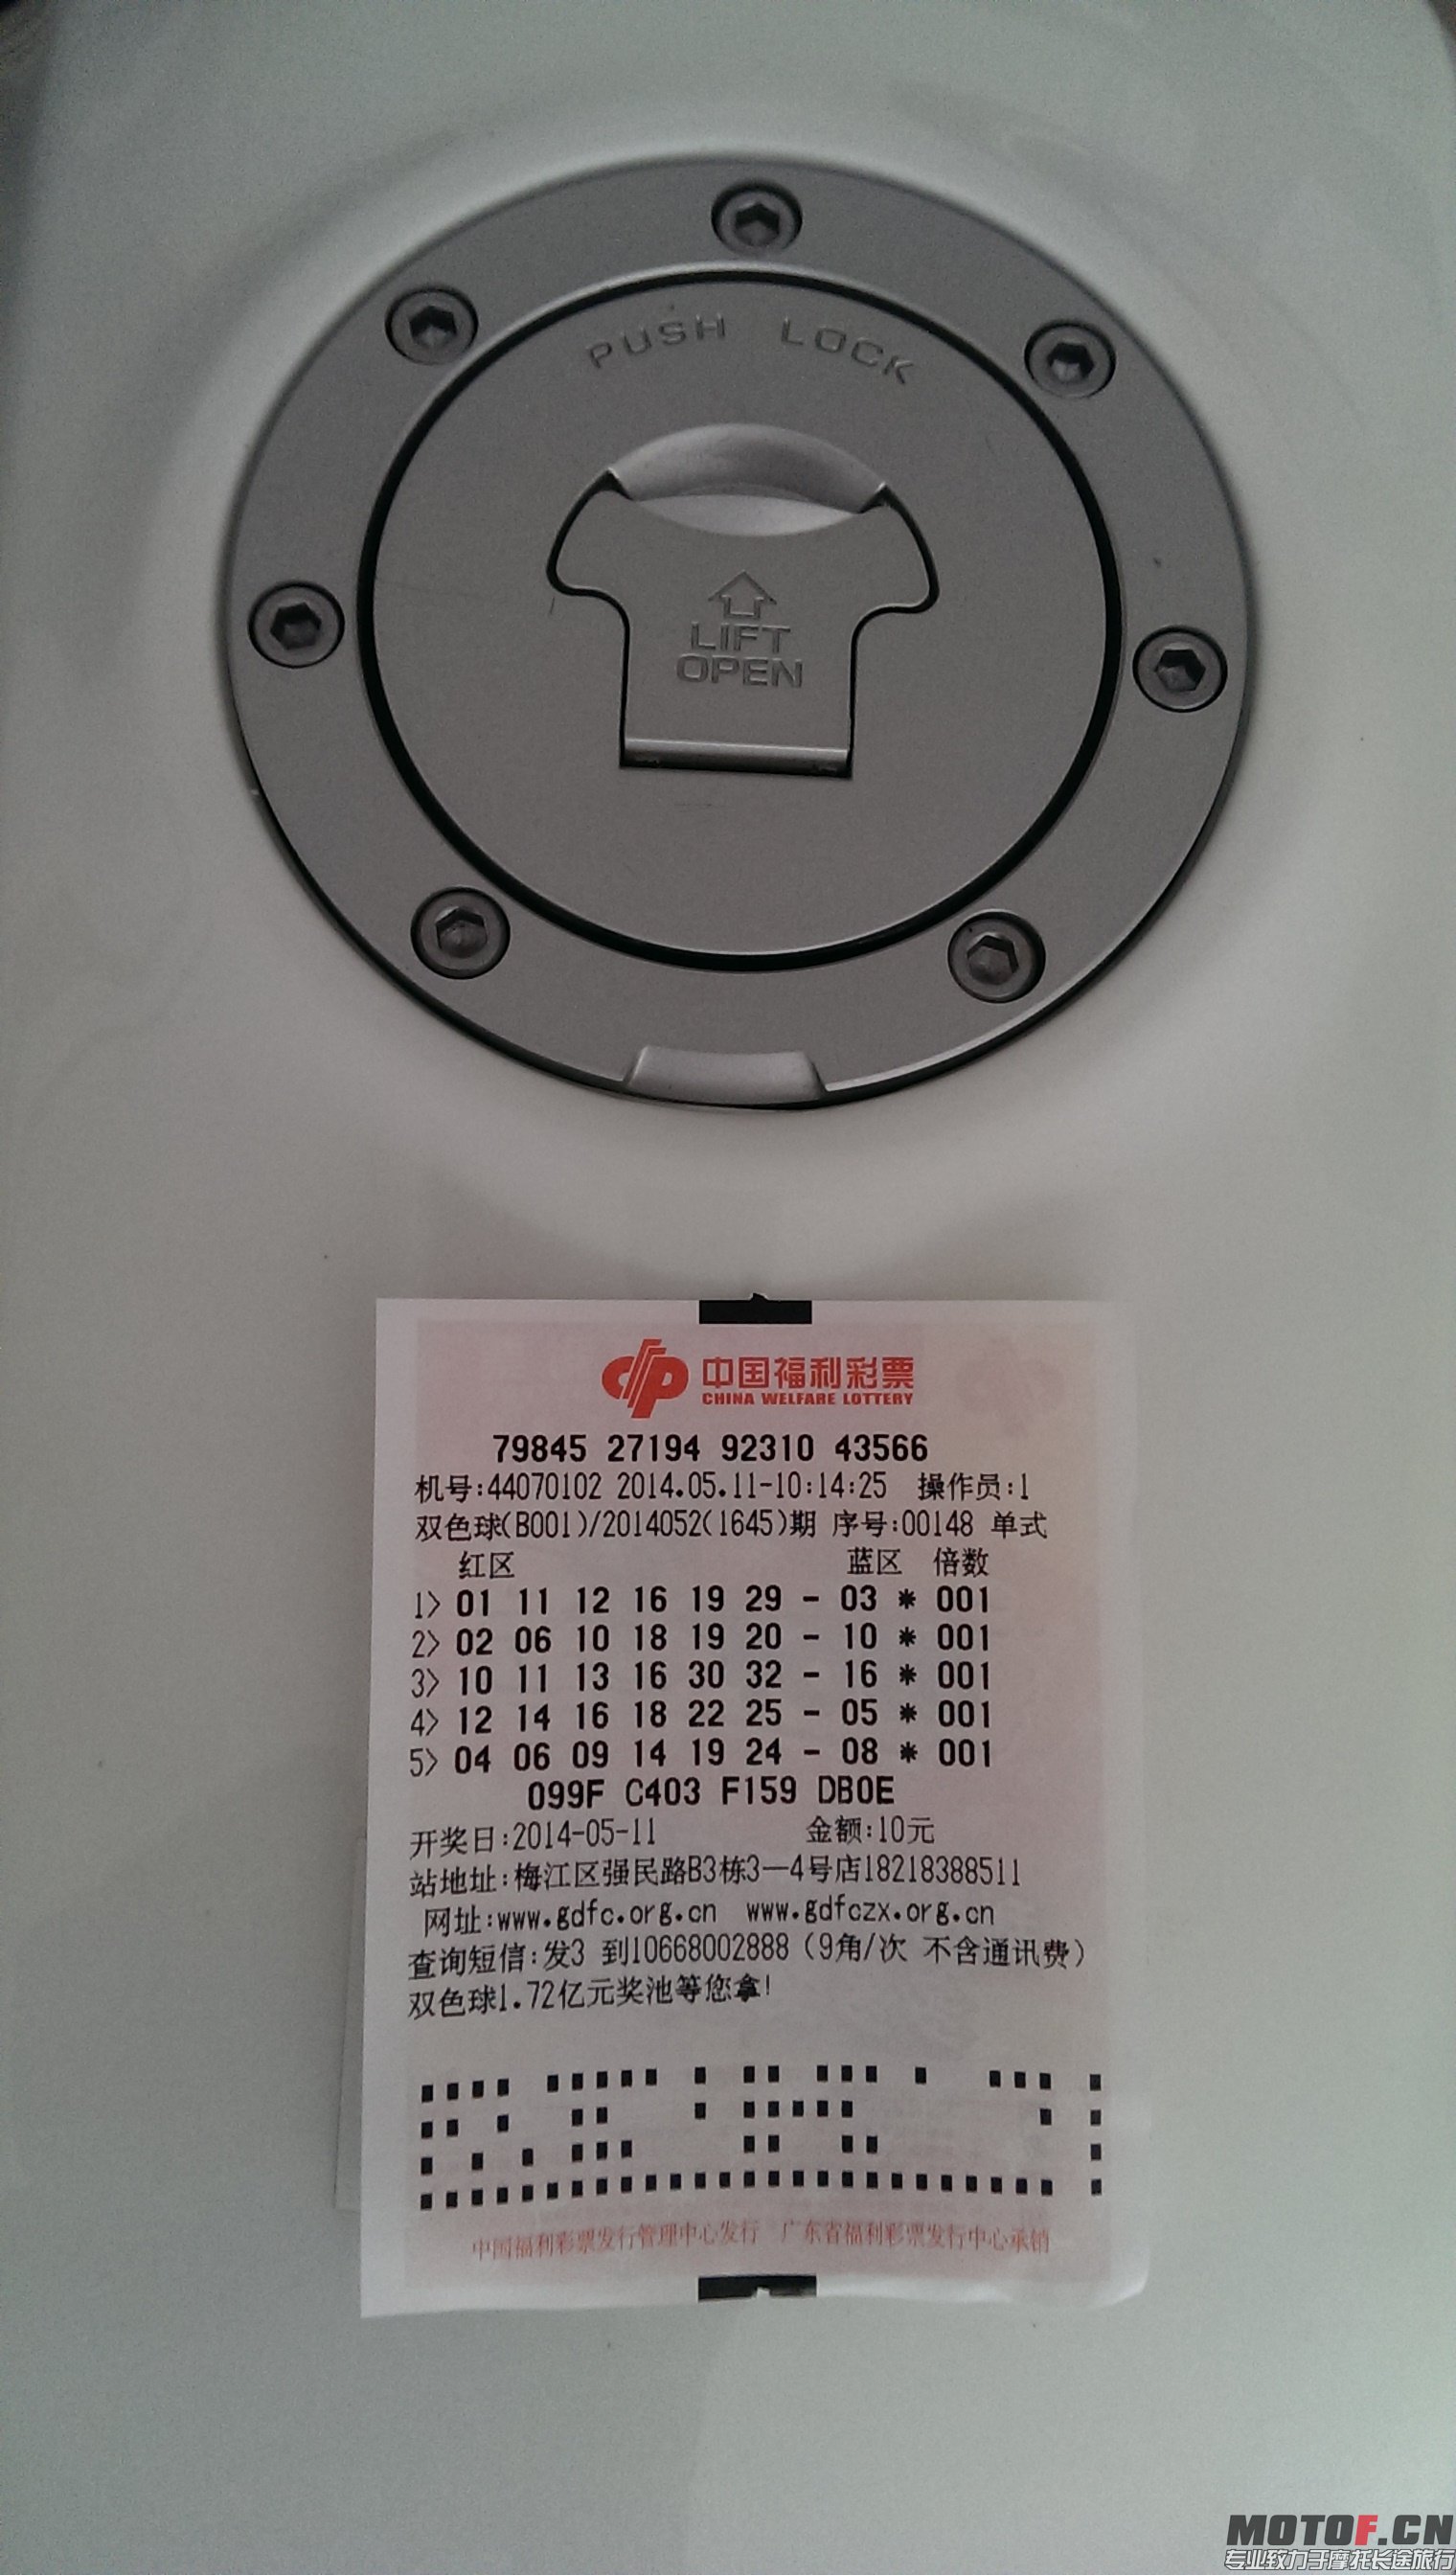 PUSH LOCK
LIFT
OPEN
中国福利彩票
CHINA WELFARE LOTTERY
79845 27194 92310 43566
机号:44070102 2014.05.11-10:14:25 操作员:1
双色球(B001)/2014052(1645)期 序号:00148 单式
红区 蓝区 倍数
1> 01 11 12 16 19 29 - 03 * 001
2> 02 06 10 18 19 20 - 10 * 001
3> 10 11 13 16 30 32 - 16 * 001
4> 12 14 16 18 22 25 - 05 * 001
5> 04 06 09 14 19 24 - 08 * 001
099F C403 F159 DB0E
开奖日:2014-05-11 金额:10元
站地址:梅江区强民路B3栋3—4号店18218388511
网址:www.gdfc.org.cn www.gdfczx.org.cn
查询短信:发3 到10668002888（9角/次 不含通讯费）
双色球1.72亿元奖池等您拿!
中国福利彩票发行管理中心发行 广东省福利彩票发行中心承销
MOTOF.CN
专业致力于摩托长途旅行